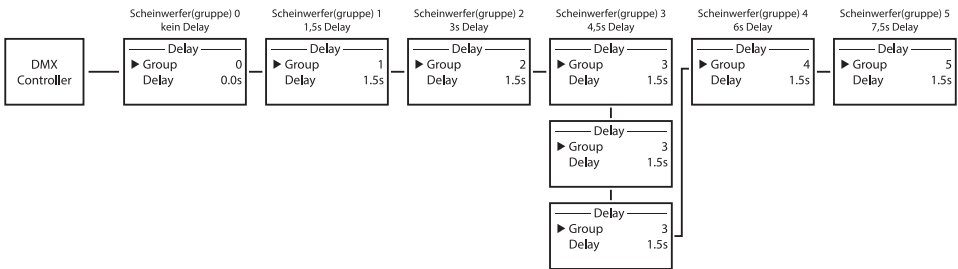 Scheinwerfer(gruppe) 0
kein Delay
Scheinwerfer(gruppe) 1
1,5s Delay
Scheinwerfer(gruppe) 2
3s Delay
Scheinwerfer(gruppe) 3
4,5s Delay
Scheinwerfer(gruppe) 4
6s Delay
Scheinwerfer(gruppe) 5
7,5s Delay
DMX
Controller
Delay
▶ Group 0
Delay 0.0s
Delay
▶ Group 1
Delay 1.5s
Delay
▶ Group 2
Delay 1.5s
Delay
▶ Group 3
Delay 1.5s
Delay
▶ Group 4
Delay 1.5s
Delay
▶ Group 5
Delay 1.5s
Delay
▶ Group 3
Delay 1.5s
Delay
▶ Group 3
Delay 1.5s